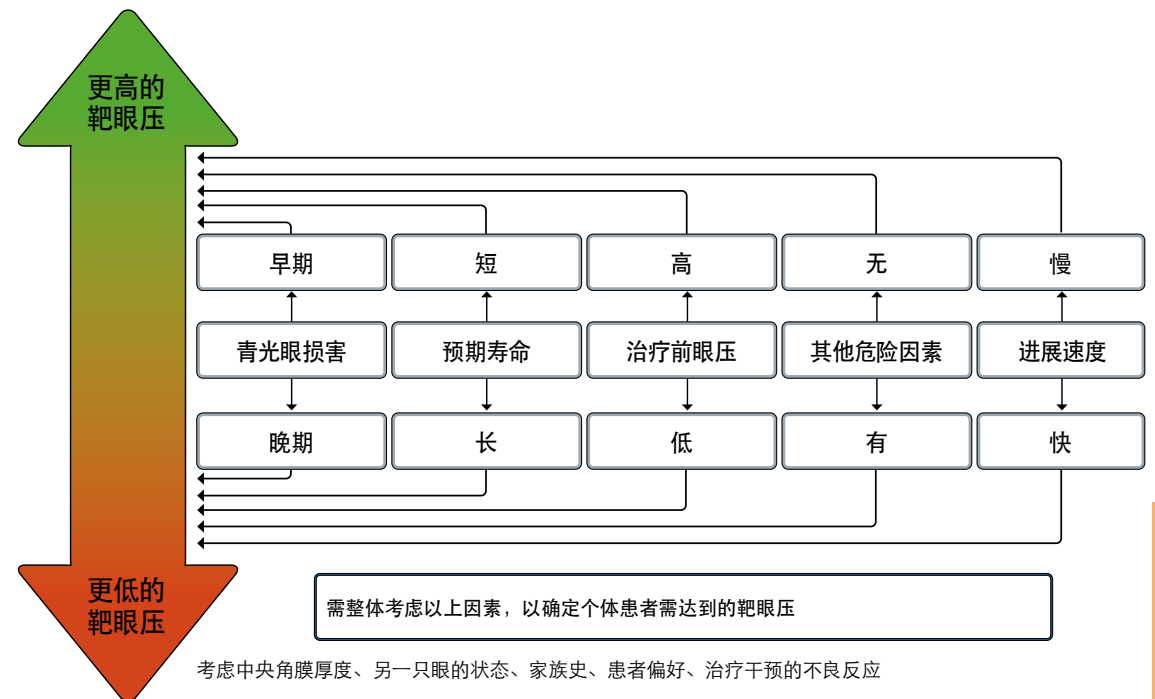 更高的
靶眼压
早期
短
高
无
慢
青光眼损害
预期寿命
治疗前眼压
其他危险因素
进展速度
晚期
长
低
有
快
更低的
靶眼压
需整体考虑以上因素，以确定个体患者需达到的靶眼压
考虑中央角膜厚度、另一只眼的状态、家族史、患者偏好、治疗干预的不良反应